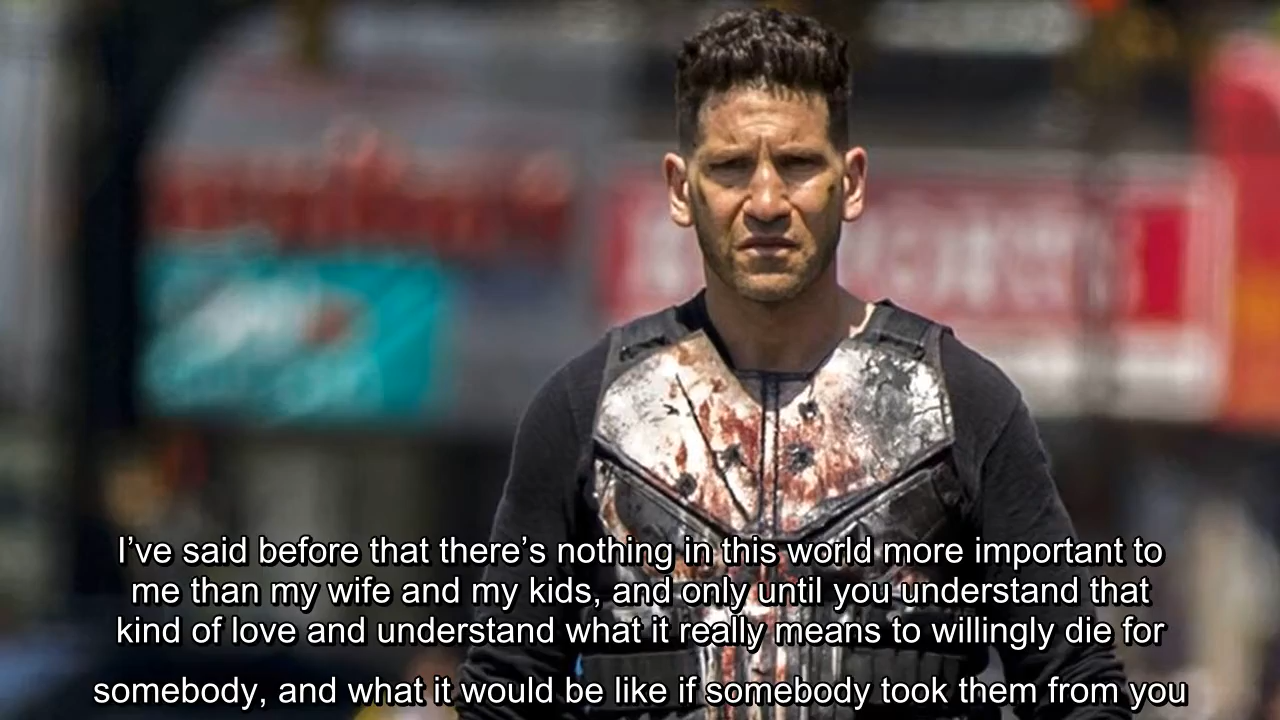 I’ve said before that there’s nothing in this world more important to
me than my wife and my kids, and only until you understand that
kind of love and understand what it really means to willingly die for
somebody, and what it would be like if somebody took them from you